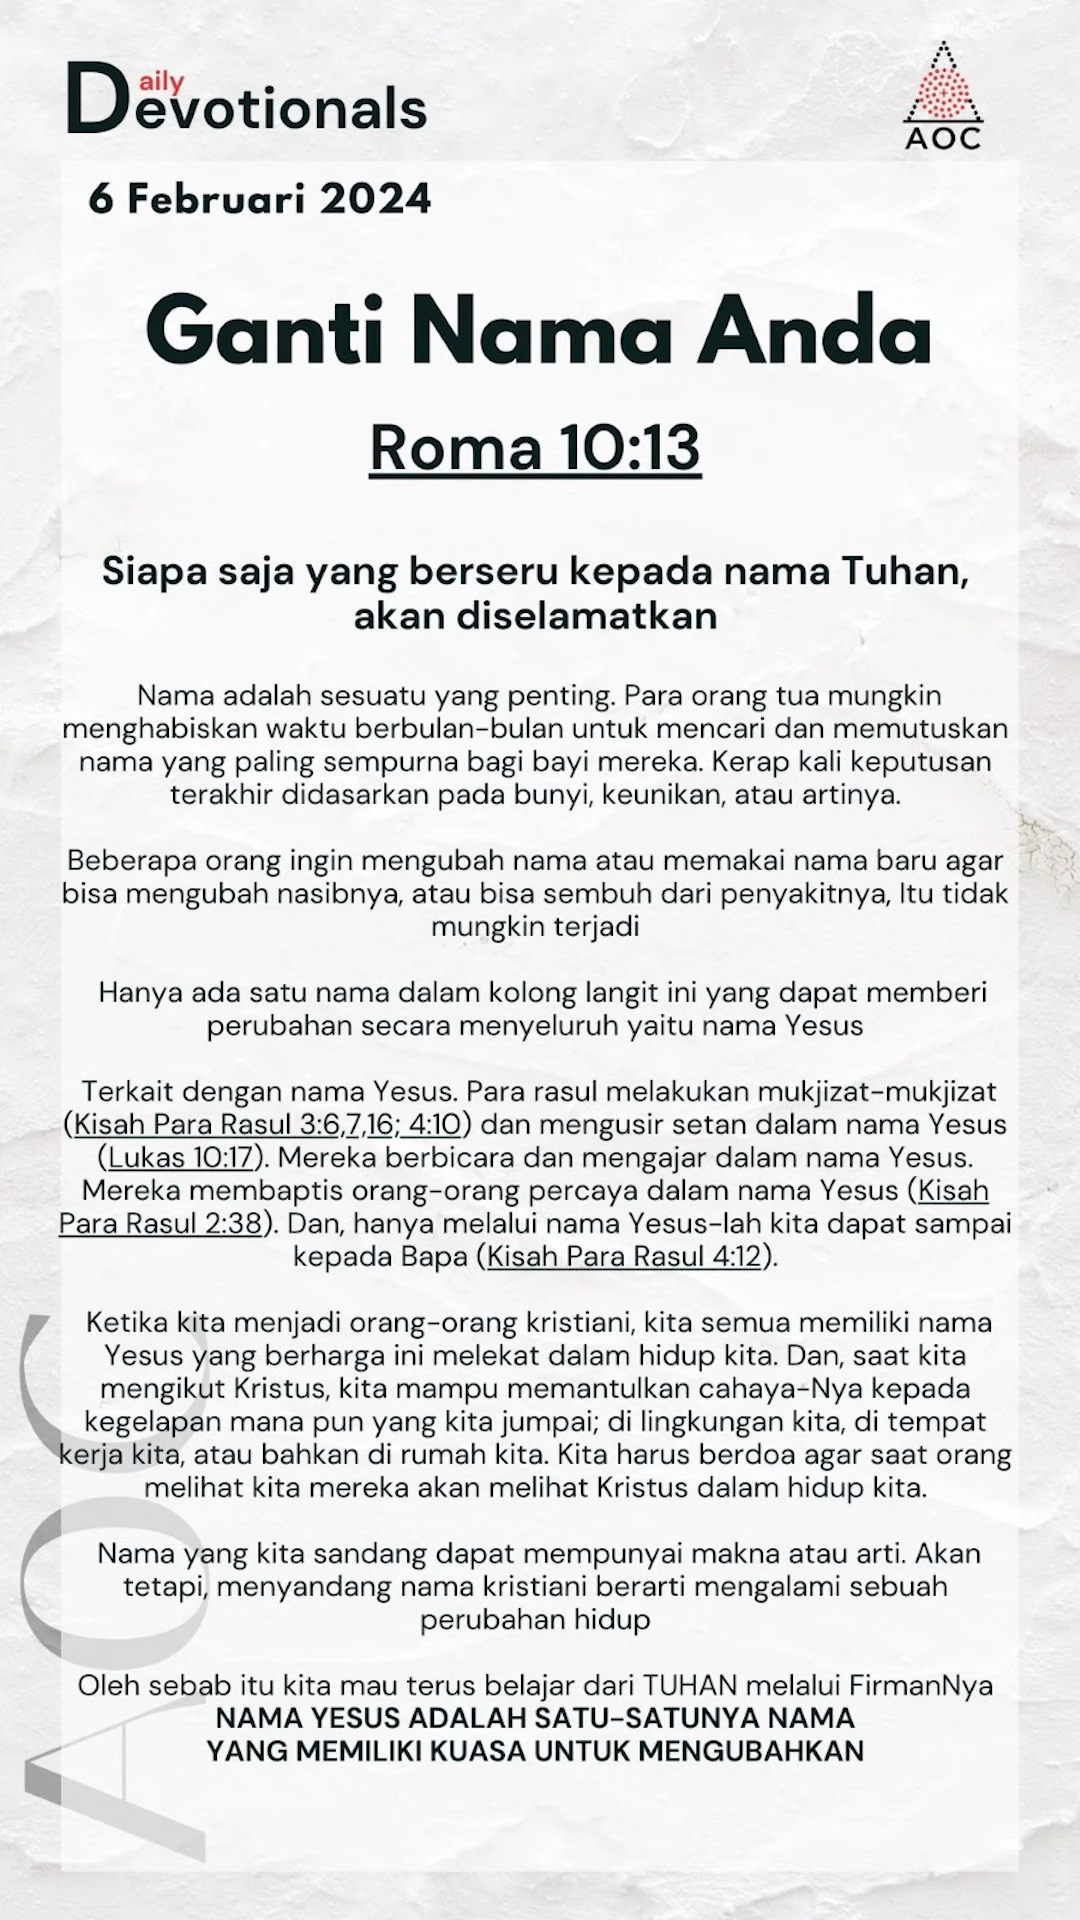 Daily
Devotionals
AOC
6 Februari 2024
Ganti Nama Anda
Roma 10:13
Siapa saja yang berseru kepada nama Tuhan,
akan diselamatkan
Nama adalah sesuatu yang penting. Para orang tua mungkin
menghabiskan waktu berbulan-bulan untuk mencari dan memutuskan
nama yang paling sempurna bagi bayi mereka. Kerap kali keputusan
terakhir didasarkan pada bunyi, keunikan, atau artinya.
Beberapa orang ingin mengubah nama atau memakai nama baru agar
bisa mengubah nasibnya, atau bisa sembuh dari penyakitnya, Itu tidak
mungkin terjadi
Hanya ada satu nama dalam kolong langit ini yang dapat memberi
perubahan secara menyeluruh yaitu nama Yesus
Terkait dengan nama Yesus. Para rasul melakukan mukjizat-mukjizat
(Kisah Para Rasul 3:6,7,16; 4:10) dan mengusir setan dalam nama Yesus
(Lukas 10:17). Mereka berbicara dan mengajar dalam nama Yesus.
Mereka membaptis orang-orang percaya dalam nama Yesus (Kisah
Para Rasul 2:38). Dan, hanya melalui nama Yesus-lah kita dapat sampai
kepada Bapa (Kisah Para Rasul 4:12).
Ketika kita menjadi orang-orang kristiani, kita semua memiliki nama
Yesus yang berharga ini melekat dalam hidup kita. Dan, saat kita
mengikut Kristus, kita mampu memantulkan cahaya-Nya kepada
kegelapan mana pun yang kita jumpai; di lingkungan kita, di tempat
kerja kita, atau bahkan di rumah kita. Kita harus berdoa agar saat orang
melihat kita mereka akan melihat Kristus dalam hidup kita.
Nama yang kita sandang dapat mempunyai makna atau arti. Akan
tetapi, menyandang nama kristiani berarti mengalami sebuah
perubahan hidup
Oleh sebab itu kita mau terus belajar dari TUHAN melalui FirmanNya
NAMA YESUS ADALAH SATU-SATUNYA NAMA
YANG MEMILIKI KUASA UNTUK MENGUBAHKAN
AOC